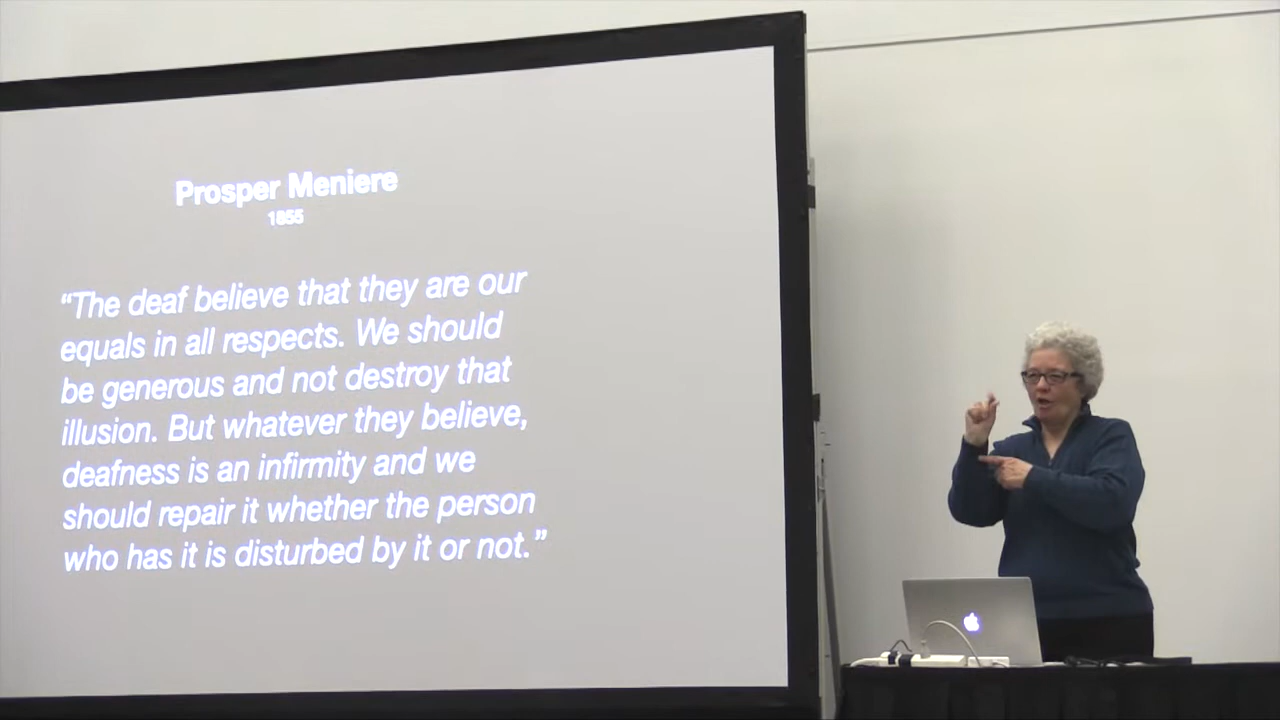 Prosper Meniere
1855
“The deaf believe that they are our
equals in all respects. We should
be generous and not destroy that
illusion. But whatever they believe,
deafness is an infirmity and we
should repair it whether the person
who has it is disturbed by it or not.”